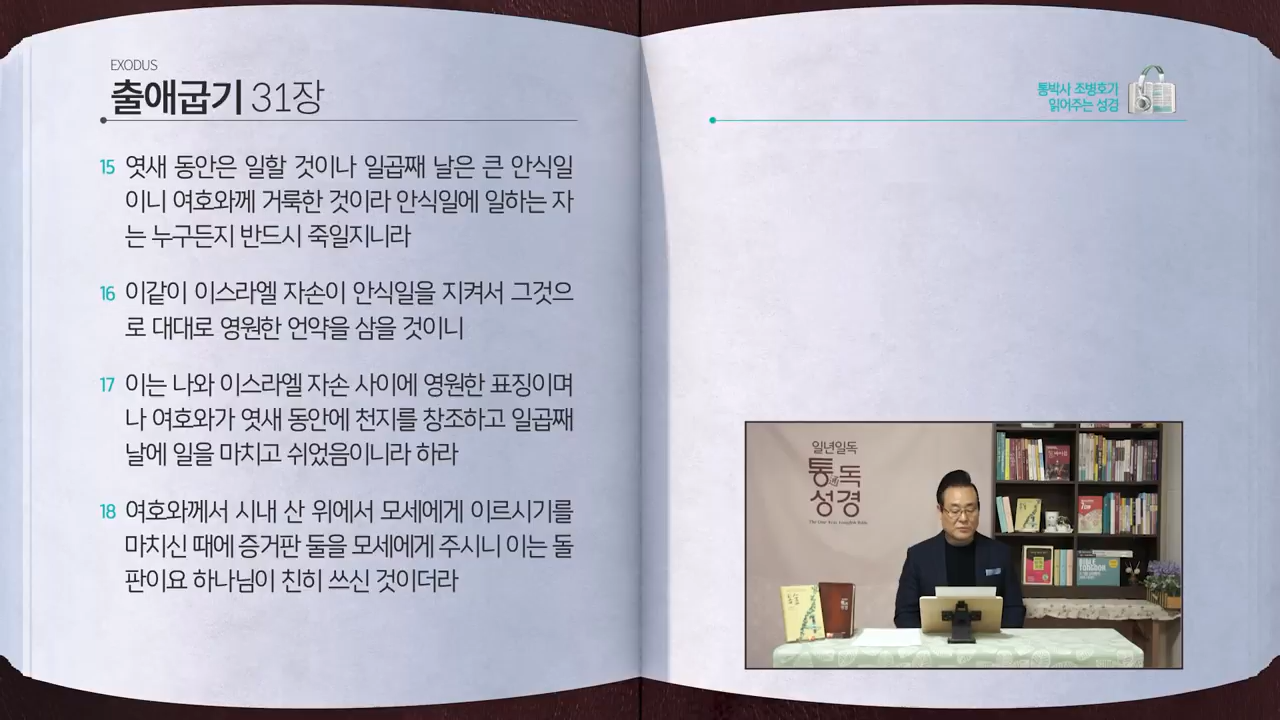 EXODUS
출애굽기 31장
15 엿새 동안은 일할 것이나 일곱째 날은 큰 안식일
이니 여호와께 거룩한 것이라 안식일에 일하는 자
는 누구든지 반드시 죽일지니라
16 이같이 이스라엘 자손이 안식일을 지켜서 그것으
로 대대로 영원한 언약을 삼을 것이니
17 이는 나와 이스라엘 자손 사이에 영원한 표징이며
나 여호와가 엿새 동안에 천지를 창조하고 일곱째
날에 일을 마치고 쉬었음이니라 하라
18 여호와께서 시내 산 위에서 모세에게 이르시기를
마치신 때에 증거판 둘을 모세에게 주시니 이는 돌
판이요 하나님이 친히 쓰신 것이더라
통박사 조병호가
읽어주는 성경
일년일독
통독
성경